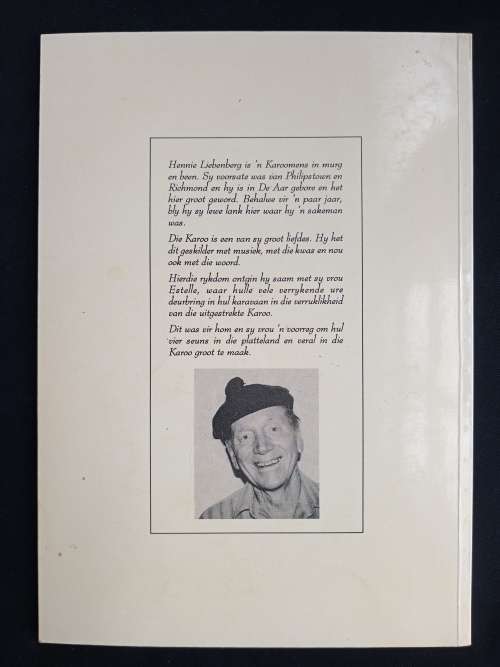 Hennie Liebenberg is 'n Karoomens in murg
en been. Sy voorsate was van Philipstown en
Richmond en hy is in De Aar gebore en het
hier groot geword. Behalwe vir 'n paar jaar,
bly hy sy lewe lank hier waar hy 'n sakeman
was.
Die Karoo is een van sy groot liefdes. Hy het
dit geskilder met musiek, met die kwas en nou
ook met die woord.
Hierdie rykdom ontgin hy saam met sy vrou
Estelle, waar hulle vele verrykende ure
deurbring in hul karavaan in die verruklikheid
van die uitgestrekte Karoo.
Dit was vir hom en sy vrou 'n voorreg om hul
vier seuns in die platteland en veral in die
Karoo groot te maak.